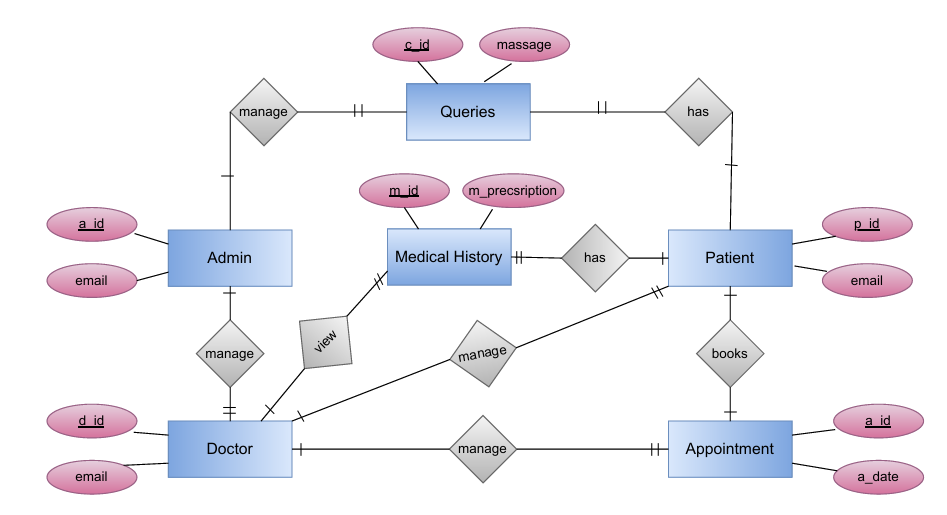 c_id
massage
manage
Queries
has
m_id
m_precsription
a_id
p_id
Admin
Medical History
has
Patient
email
email
manage
view
manage
books
d_id
a_id
Doctor
manage
Appointment
email
a_date